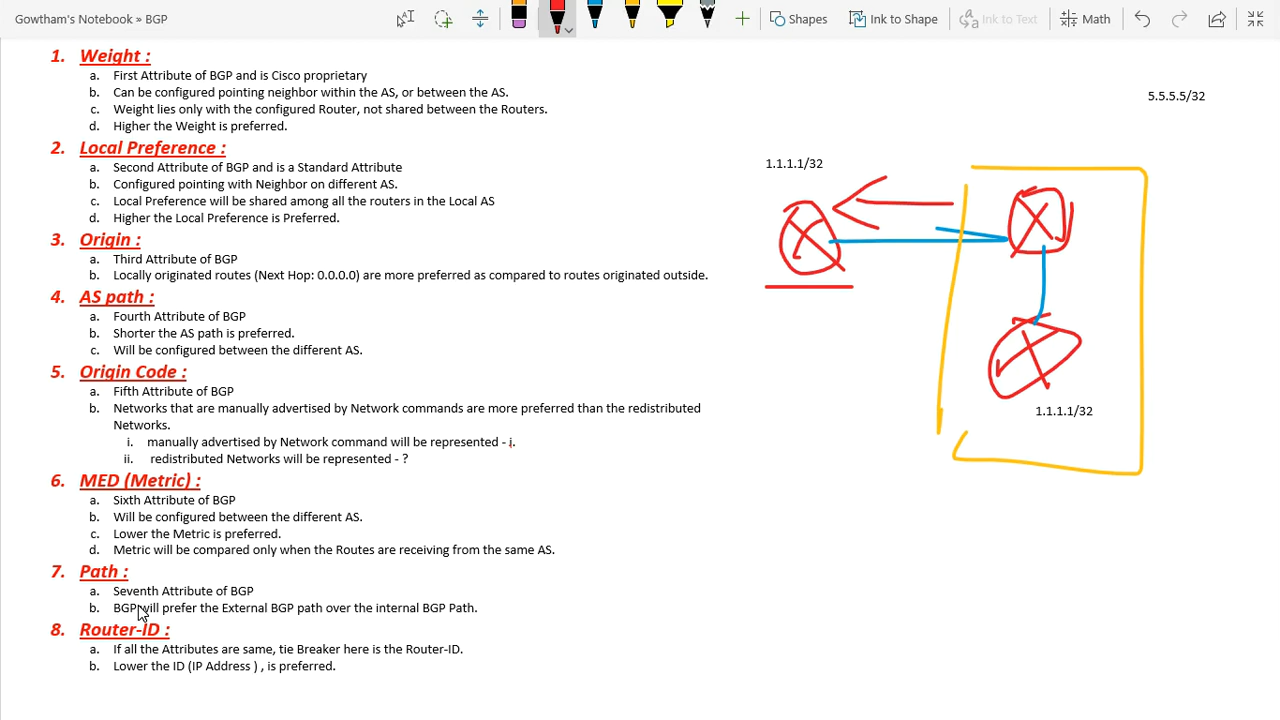 Gowtham's Notebook » BGP
Shapes
Ink to Shape
Ink to Text
Math
1. Weight :
a. First Attribute of BGP and is Cisco proprietary
b. Can be configured pointing neighbor within the AS, or between the AS.
c. Weight lies only with the configured Router, not shared between the Routers.
d. Higher the Weight is preferred.
2. Local Preference :
a. Second Attribute of BGP and is a Standard Attribute
b. Configured pointing with Neighbor on different AS.
c. Local Preference will be shared among all the routers in the Local AS
d. Higher the Local Preference is Preferred.
3. Origin :
a. Third Attribute of BGP
b. Locally originated routes (Next Hop: 0.0.0.0) are more preferred as compared to routes originated outside.
4. AS path :
a. Fourth Attribute of BGP
b. Shorter the AS path is preferred.
c. Will be configured between the different AS.
5. Origin Code :
a. Fifth Attribute of BGP
b. Networks that are manually advertised by Network commands are more preferred than the redistributed
Networks.
i. manually advertised by Network command will be represented - i.
ii. redistributed Networks will be represented - ?
6. MED (Metric) :
a. Sixth Attribute of BGP
b. Will be configured between the different AS.
c. Lower the Metric is preferred.
d. Metric will be compared only when the Routes are receiving from the same AS.
7. Path :
a. Seventh Attribute of BGP
b. BGP will prefer the External BGP path over the internal BGP Path.
8. Router-ID :
a. If all the Attributes are same, tie Breaker here is the Router-ID.
b. Lower the ID (IP Address ) , is preferred.
5.5.5.5/32
1.1.1.1/32
1.1.1.1/32